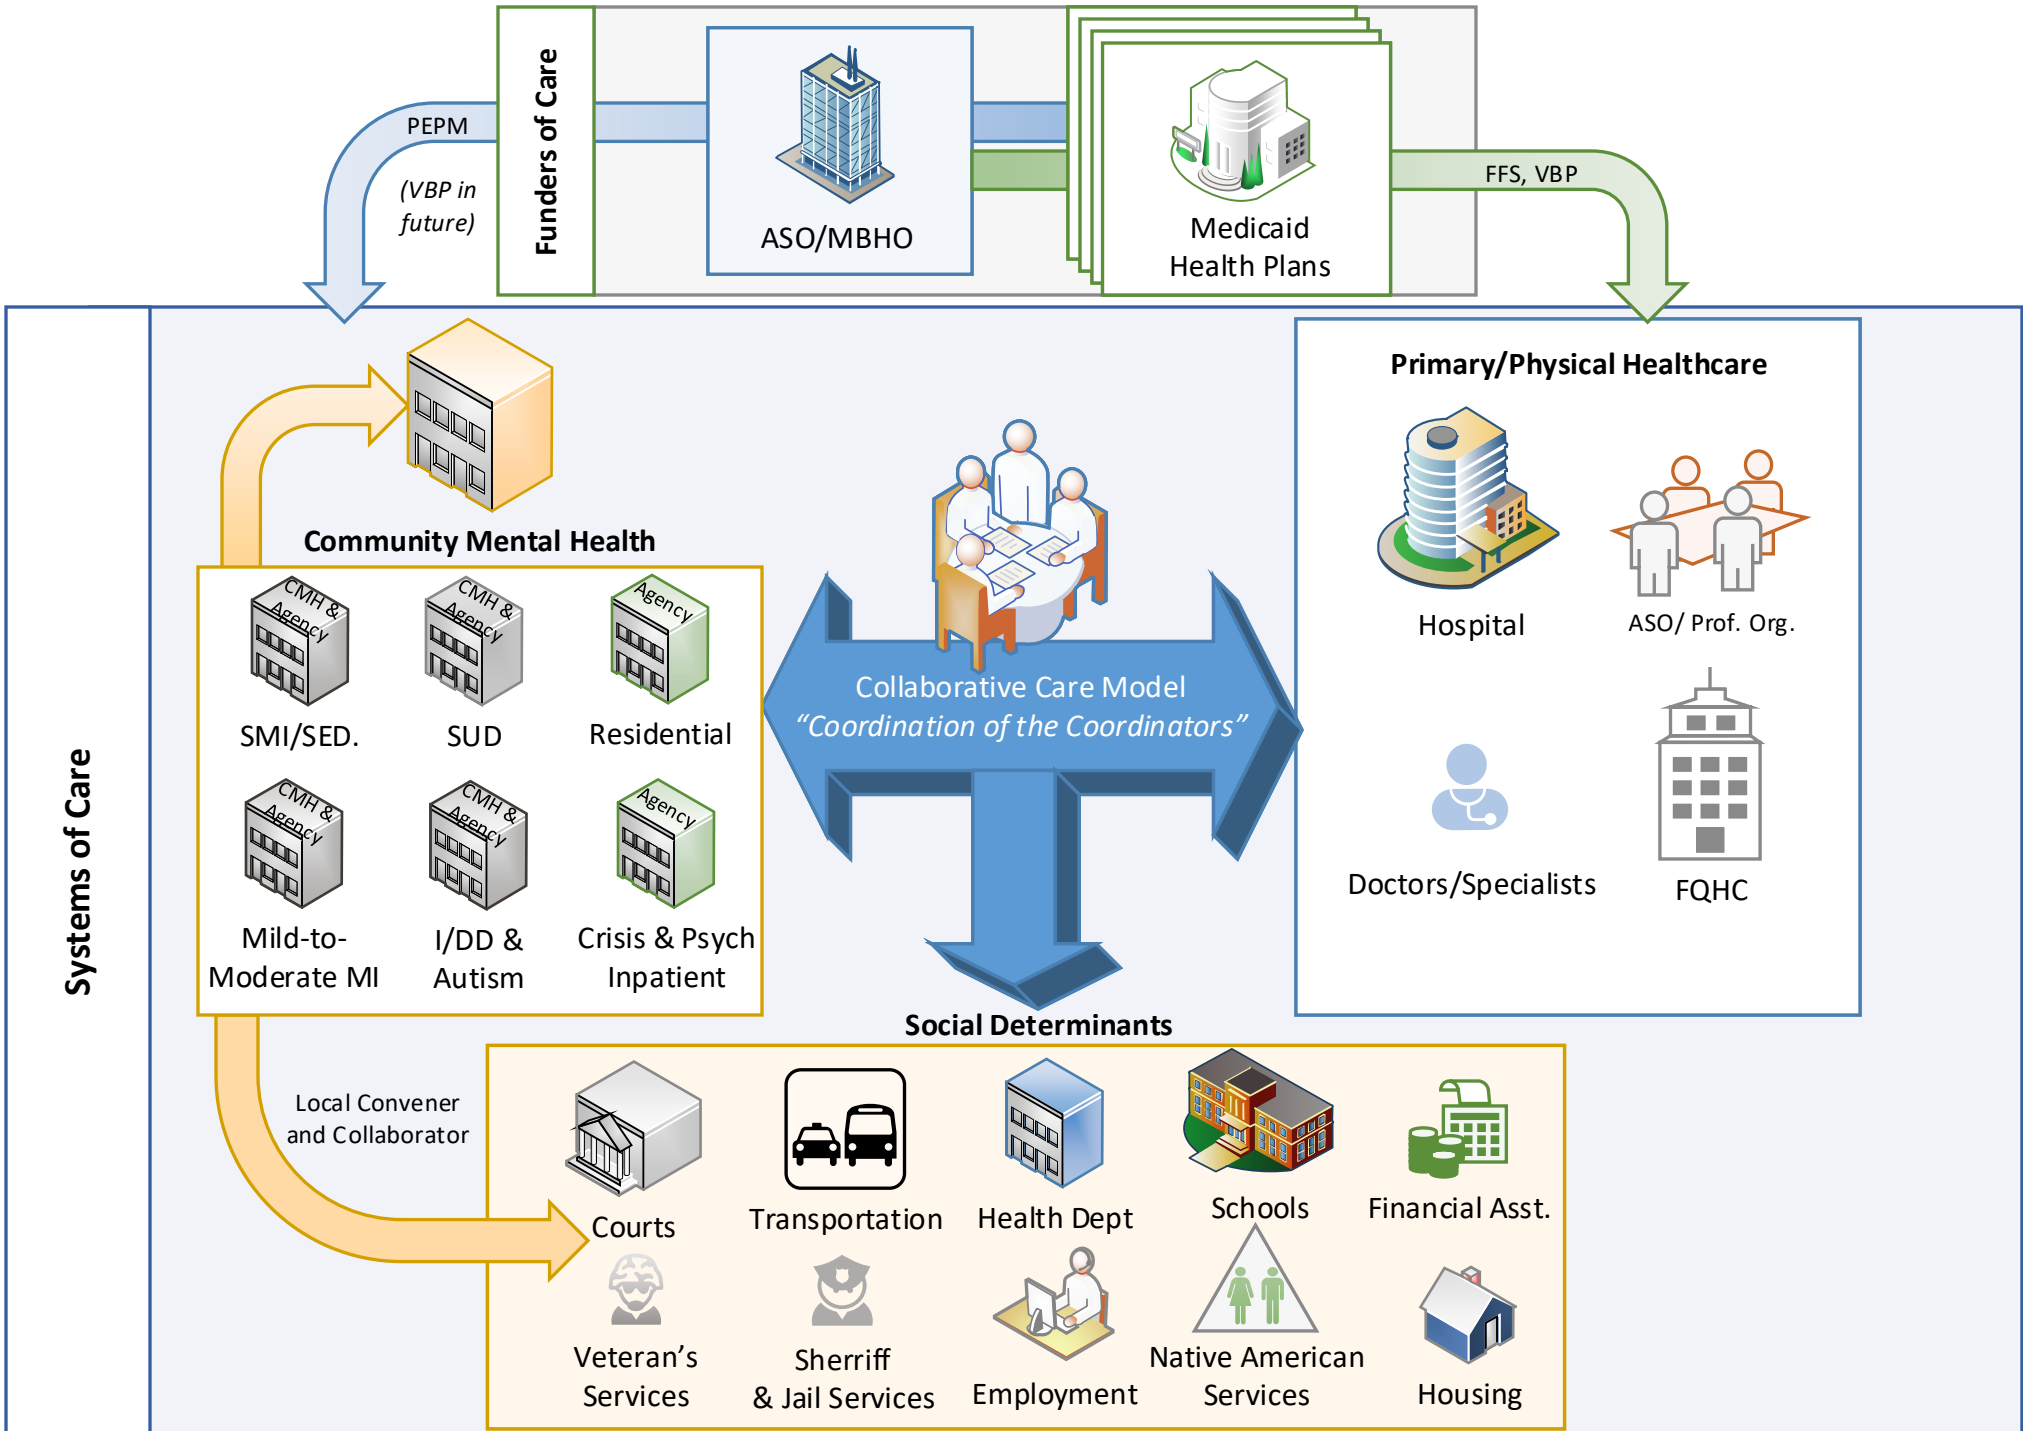 Funders of Care
PEPM
(VBP in
future)
ASO/MBHO
Medicaid
Health Plans
FFS, VBP
Systems of Care
Community Mental Health
CMH &
Agency
SMI/SED.
CMH &
Agency
SUD
Agency
Residential
CMH &
Agency
Mild-to-
Moderate MI
CMH &
Agency
I/DD &
Autism
Agency
Crisis & Psych
Inpatient
Collaborative Care Model
“Coordination of the Coordinators”
Primary/Physical Healthcare
Hospital
ASO/ Prof. Org.
Doctors/Specialists
FQHC
Local Convener
and Collaborator
Social Determinants
Courts
Transportation
Health Dept
Schools
Financial Asst.
Veteran’s
Services
Sherriff
& Jail Services
Employment
Native American
Services
Housing